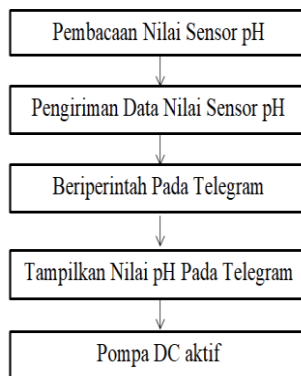 Pembacaan Nilai Sensor pH
Pengiriman Data Nilai Sensor pH
Beriperintah Pada Telegram
Tampilkan Nilai pH Pada Telegram
Pompa DC aktif